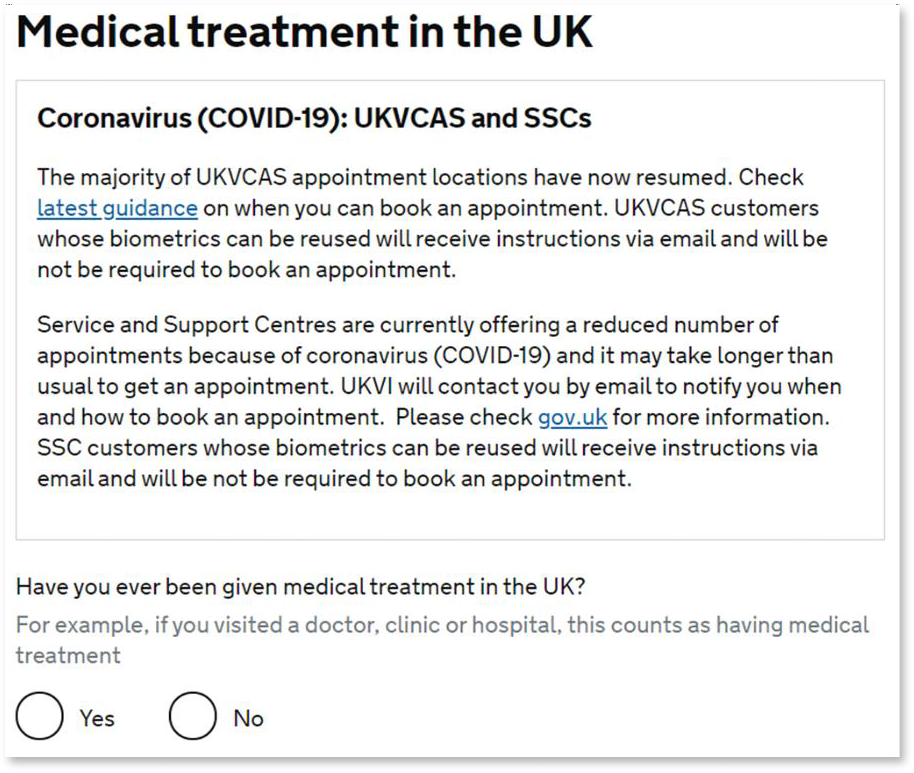 Medical treatment in the UK
Coronavirus (COVID-19): UKVCAS and SSCs
The majority of UKVCAS appointment locations have now resumed. Check
latest guidance on when you can book an appointment. UKVCAS customers
whose biometrics can be reused will receive instructions via email and will be
not be required to book an appointment.
Service and Support Centres are currently offering a reduced number of
appointments because of coronavirus (COVID-19) and it may take longer than
usual to get an appointment. UKVI will contact you by email to notify you when
and how to book an appointment. Please check gov.uk for more information.
SSC customers whose biometrics can be reused will receive instructions via
email and will be not be required to book an appointment.
Have you ever been given medical treatment in the UK?
For example, if you visited a doctor, clinic or hospital, this counts as having medical
treatment
Yes No